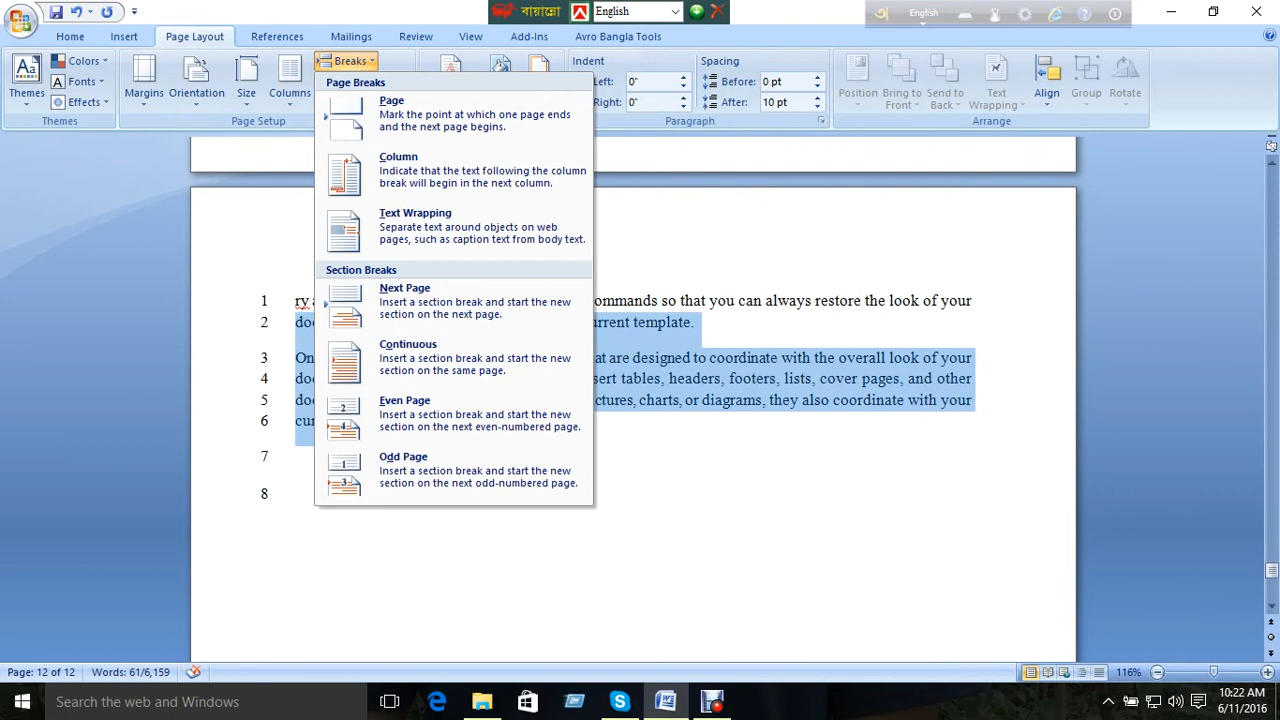 বায়ান্নো English English
Home Insert Page Layout References Mailings Review View Add-Ins Avro Bangla Tools
Colors Breaks Indent Spacing
Themes Fonts Margins Orientation Size Columns Left: 0" Before: 0 pt Position Bring to Front Send to Back Text Wrapping Align Group Rotate
Effects Right: 0" After: 10 pt
Themes Page Setup Paragraph Arrange
Page Breaks
Page
Mark the point at which one page ends
and the next page begins.
Column
Indicate that the text following the column
break will begin in the next column.
Text Wrapping
Separate text around objects on web
pages, such as caption text from body text.
Section Breaks
Next Page
Insert a section break and start the new
section on the next page.
Continuous
Insert a section break and start the new
section on the same page.
Even Page
Insert a section break and start the new
section on the next even-numbered page.
Odd Page
Insert a section break and start the new
section on the next odd-numbered page.
1 ry commands so that you can always restore the look of your
2 doc urrent template.
3 On at are designed to coordinate with the overall look of your
4 doc sert tables, headers, footers, lists, cover pages, and other
5 doc ctures, charts, or diagrams, they also coordinate with your
6 cur
7
8
Page: 12 of 12 Words: 61/6,159 116%
Search the web and Windows 10:22 AM
6/11/2016